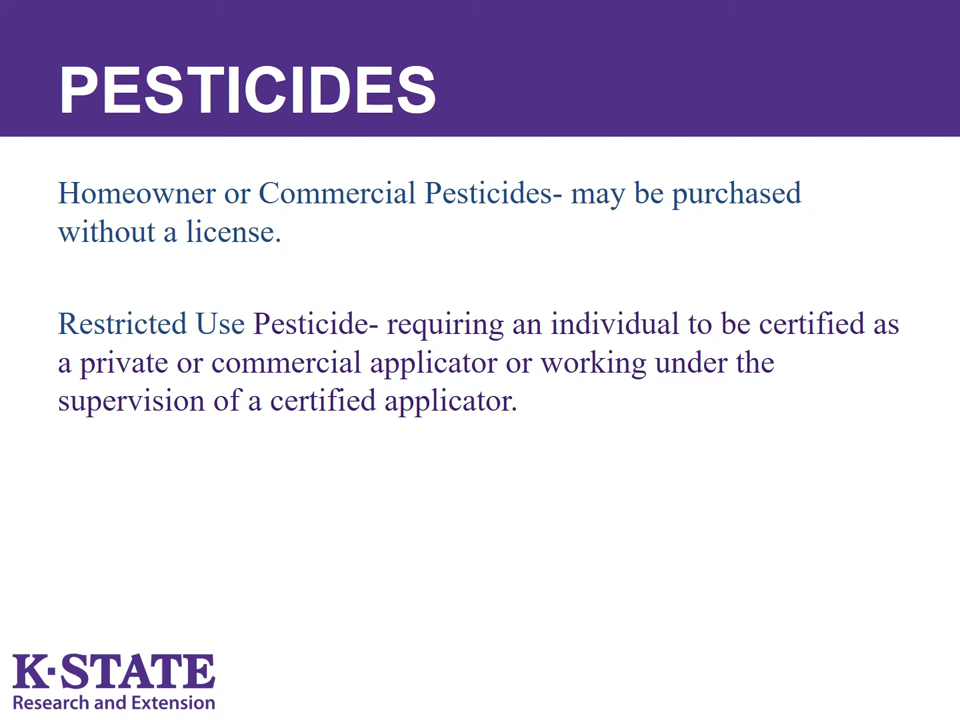 PESTICIDES
Homeowner or Commercial Pesticides- may be purchased
without a license.
Restricted Use Pesticide- requiring an individual to be certified as
a private or commercial applicator or working under the
supervision of a certified applicator.
K·STATE
Research and Extension